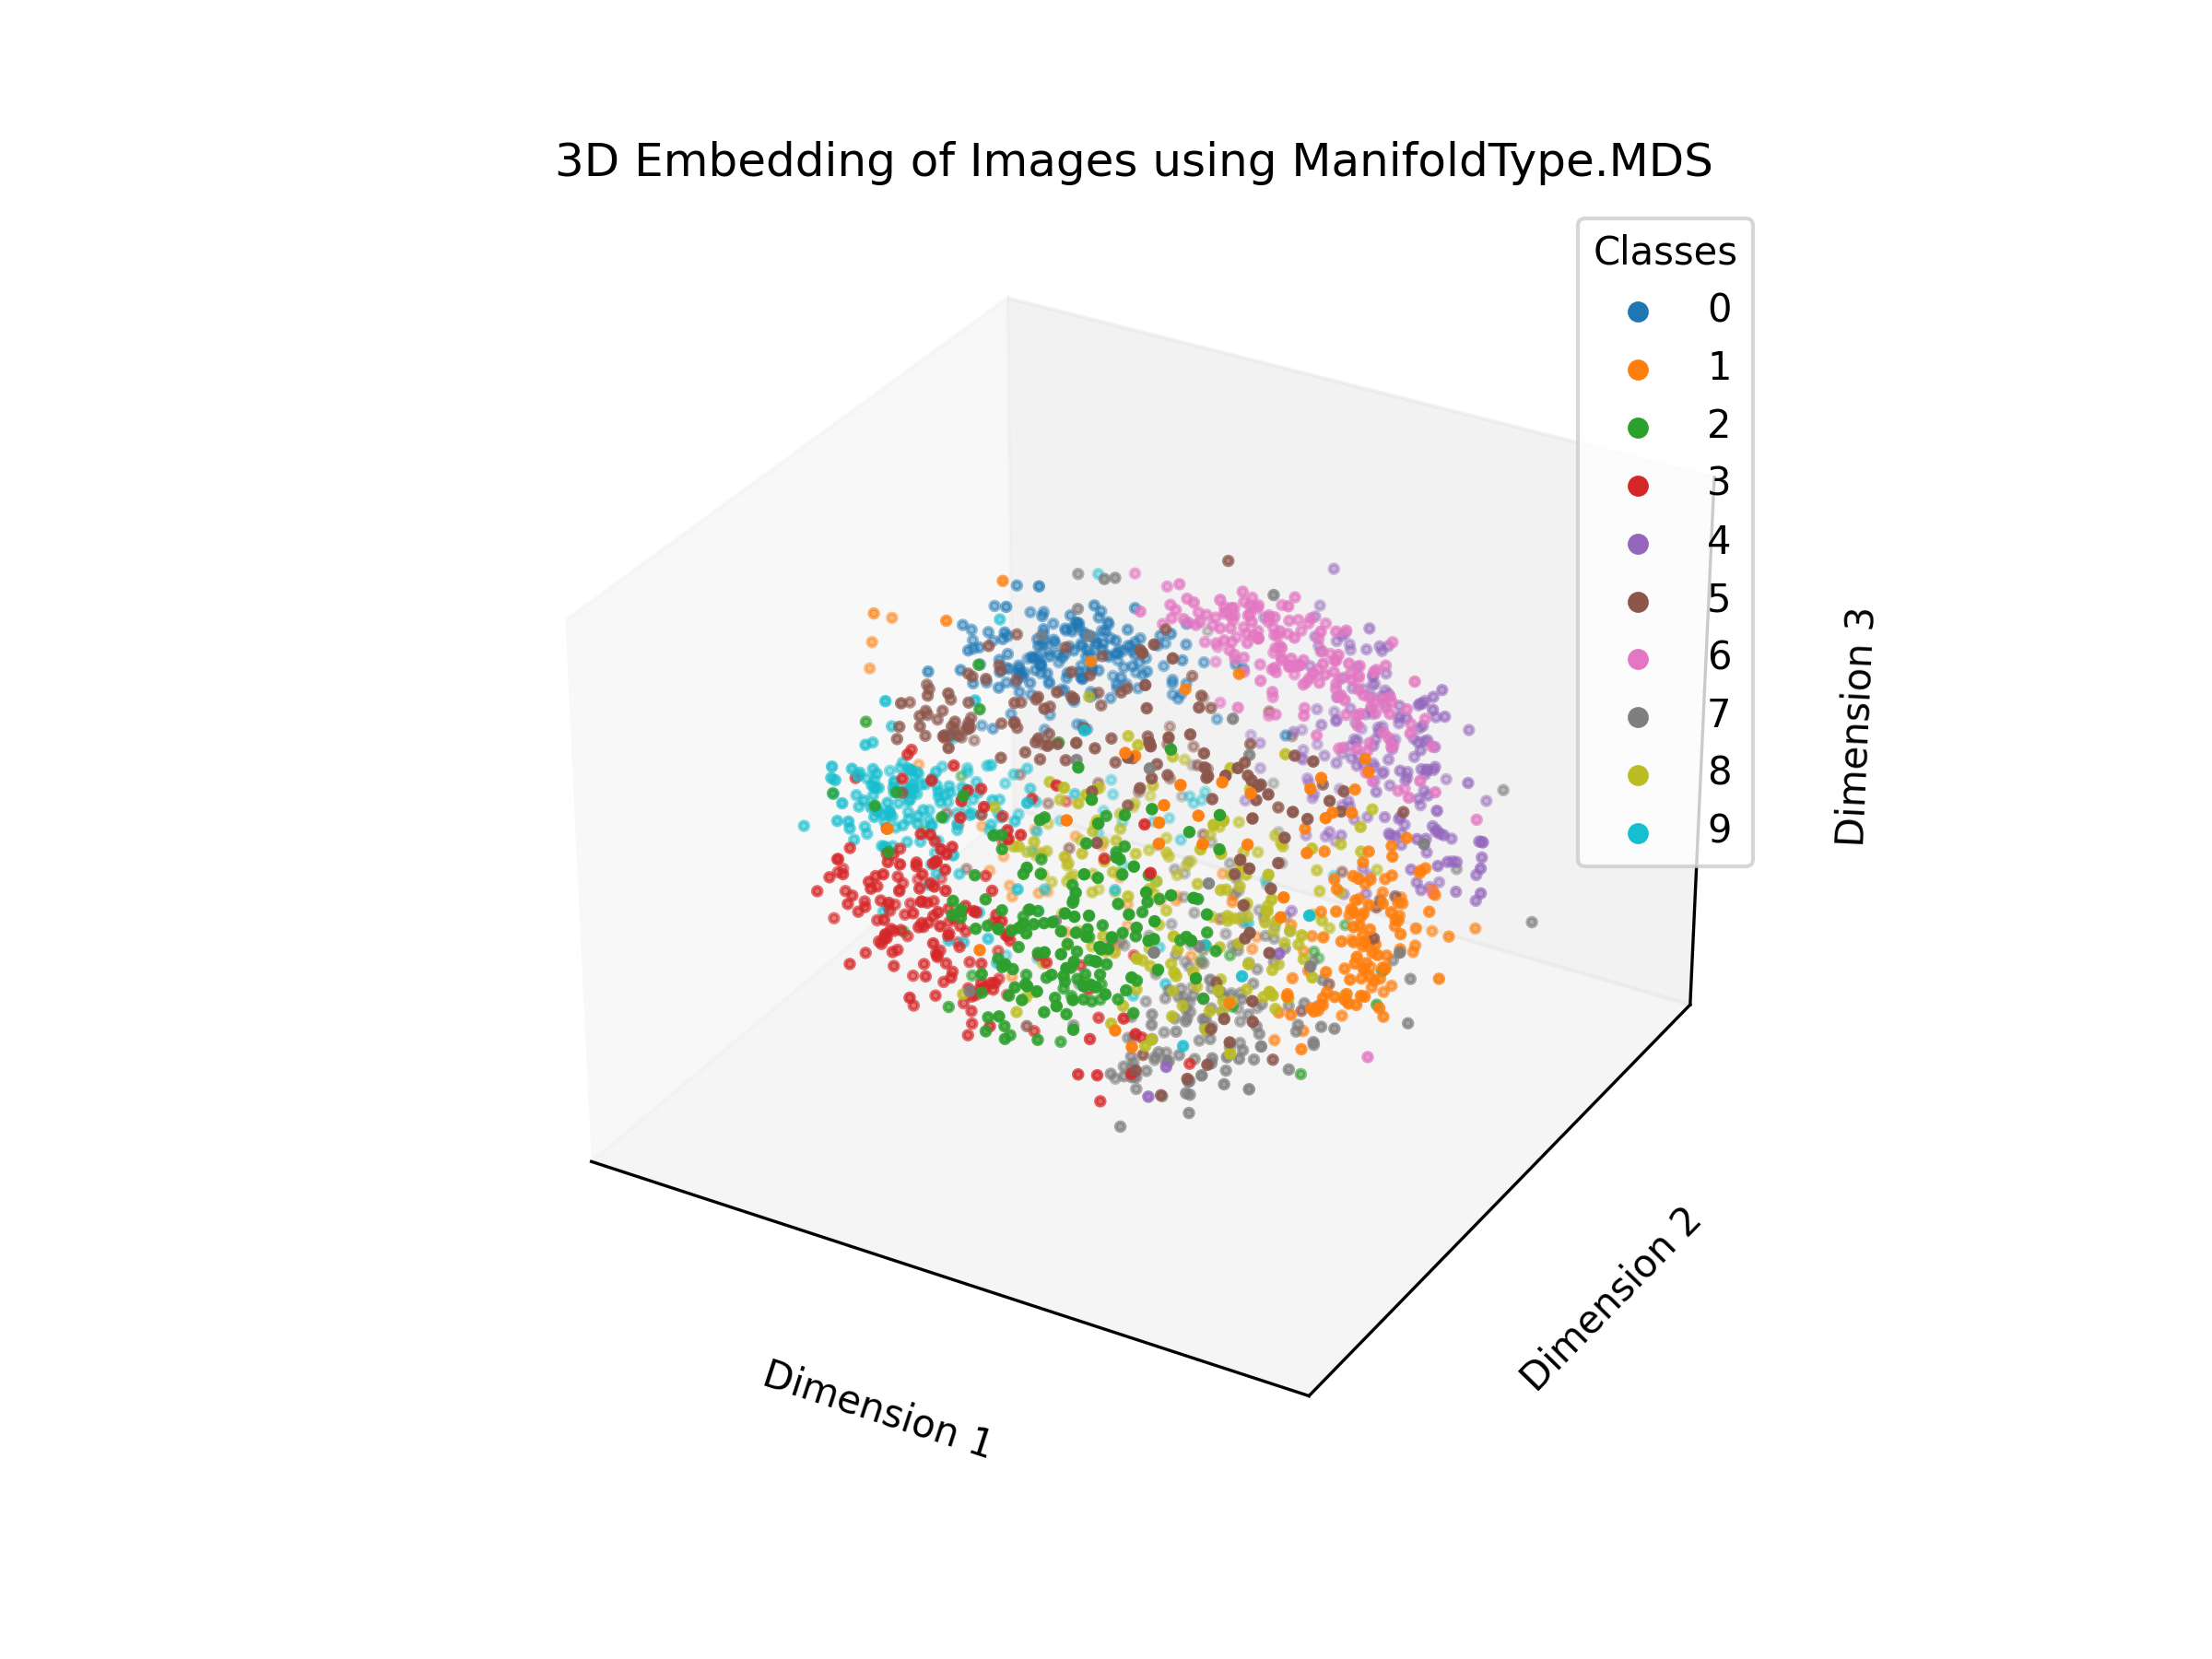 3D Embedding of Images using ManifoldType.MDS
Classes
0
1
2
3
4
5
6
7
8
9
Dimension 3
Dimension 2
Dimension 1